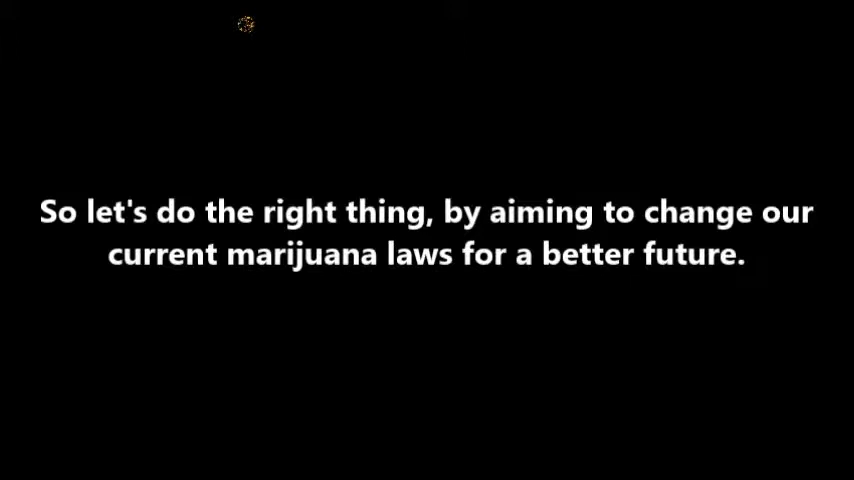 So let's do the right thing, by aiming to change our
current marijuana laws for a better future.